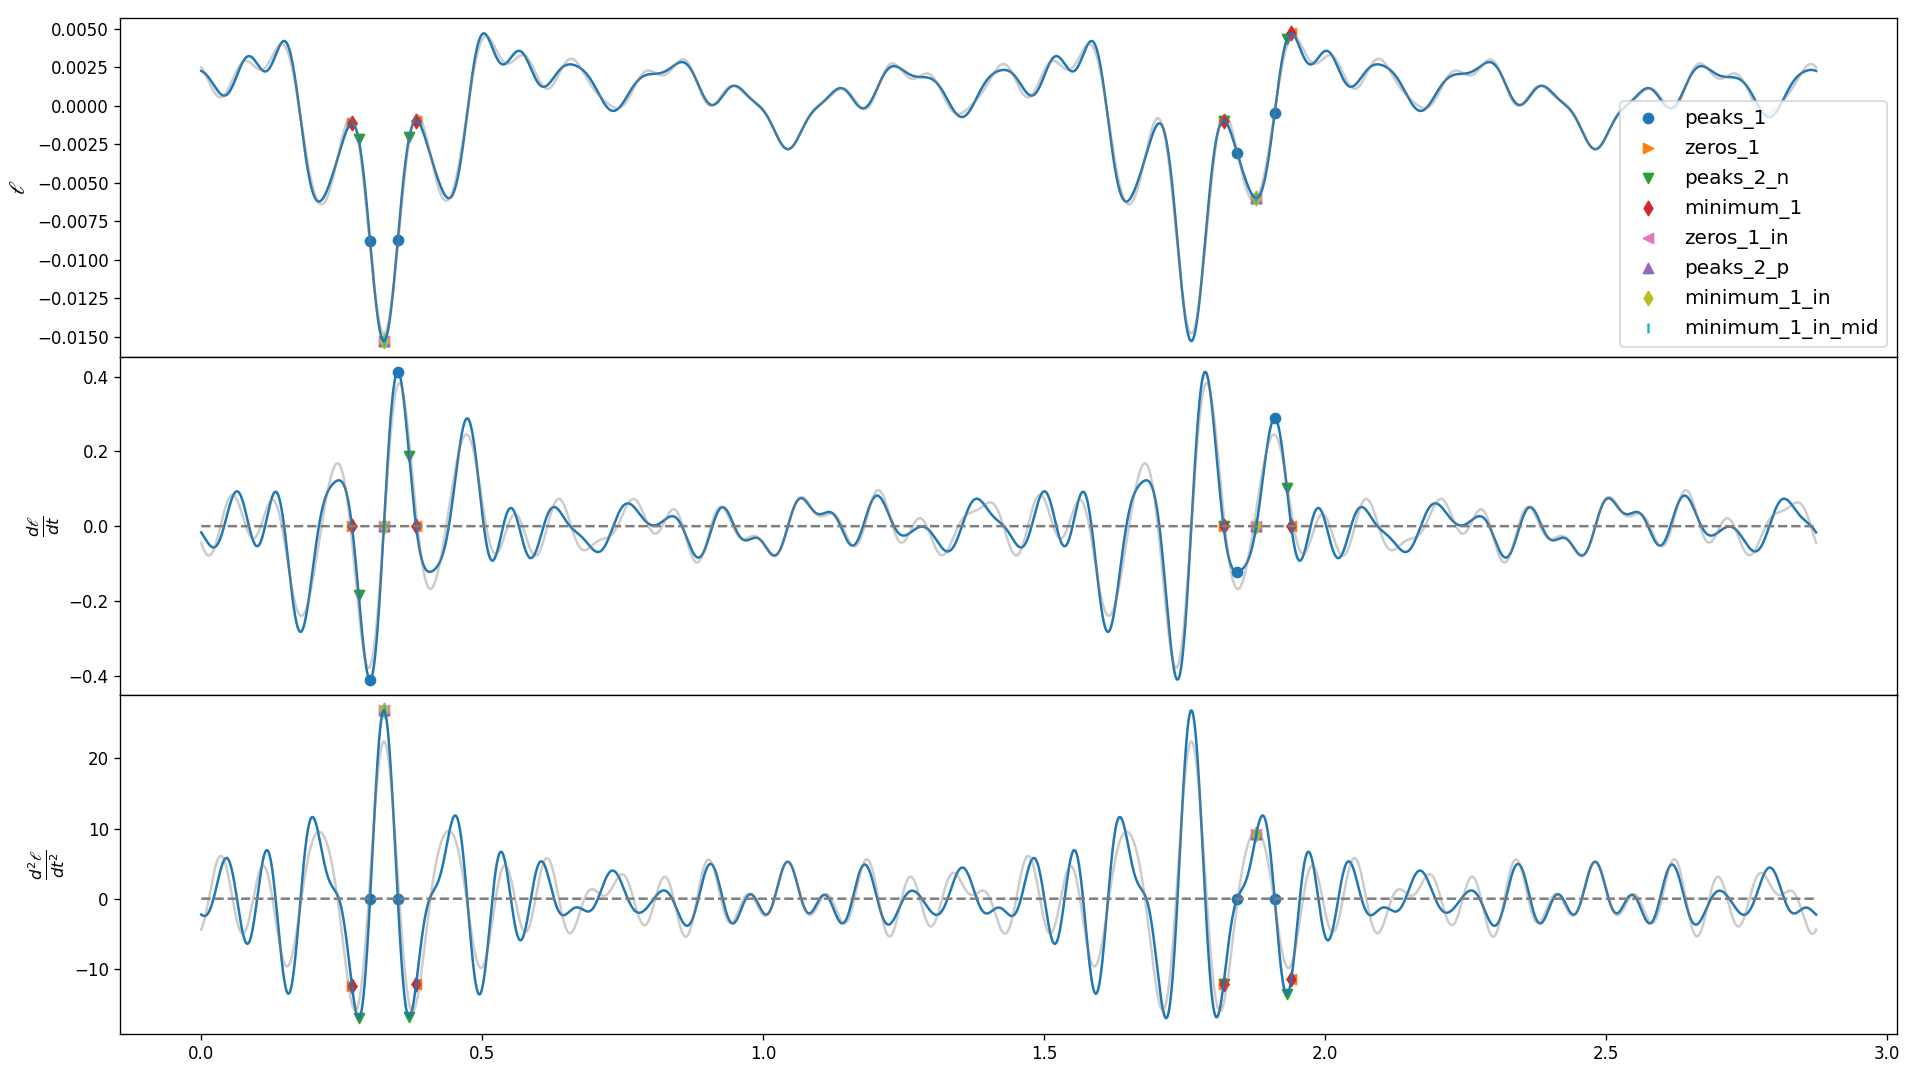 0.0050
0.0025
0.0000
−0.0025
−0.0050
−0.0075
−0.0100
−0.0125
−0.0150
ℓ
peaks_1
zeros_1
peaks_2_n
minimum_1
zeros_1_in
peaks_2_p
minimum_1_in
minimum_1_in_mid
0.4
0.2
0.0
−0.2
−0.4
dℓ
dt
20
10
0
−10
d²ℓ
dt²
0.0 0.5 1.0 1.5 2.0 2.5 3.0